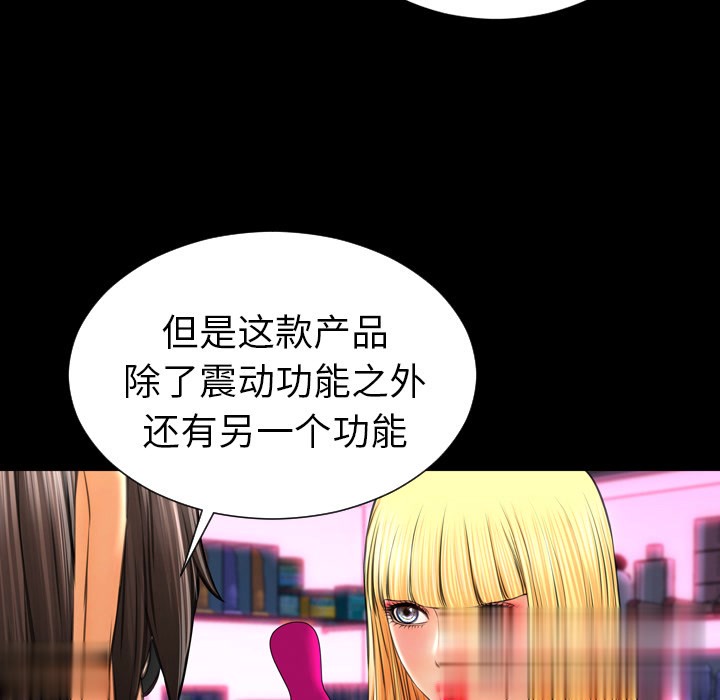 但是这款产品
除了震动功能之外
还有另一个功能